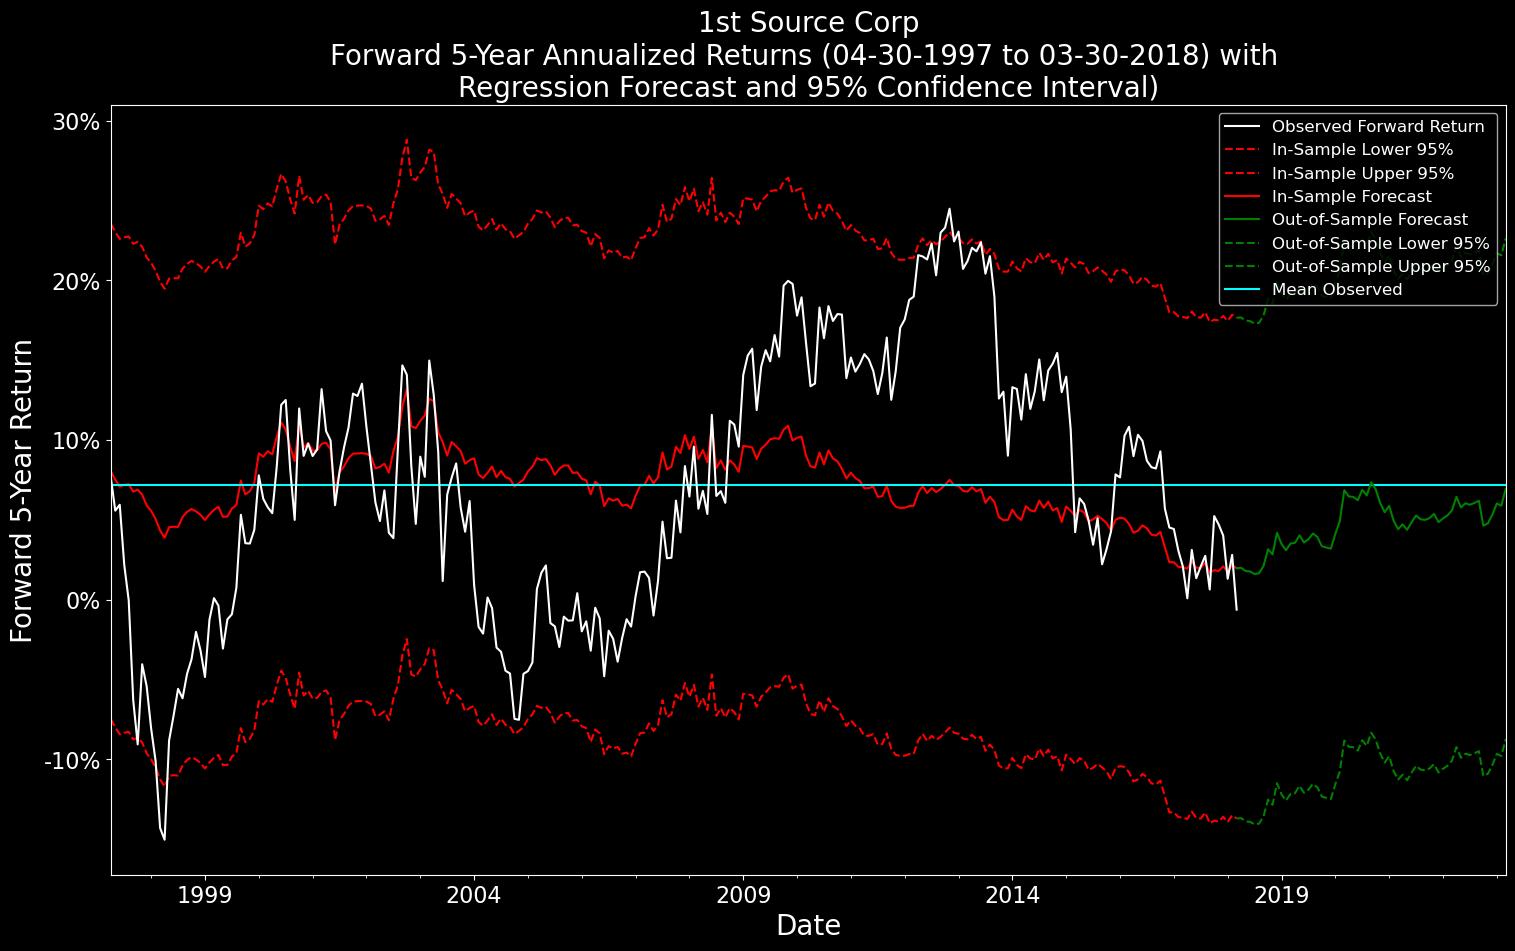 1st Source Corp
Forward 5-Year Annualized Returns (04-30-1997 to 03-30-2018) with
Regression Forecast and 95% Confidence Interval)
30%
20%
10%
0%
-10%
Forward 5-Year Return
Observed Forward Return
In-Sample Lower 95%
In-Sample Upper 95%
In-Sample Forecast
Out-of-Sample Forecast
Out-of-Sample Lower 95%
Out-of-Sample Upper 95%
Mean Observed
1999
2004
2009
2014
2019
Date